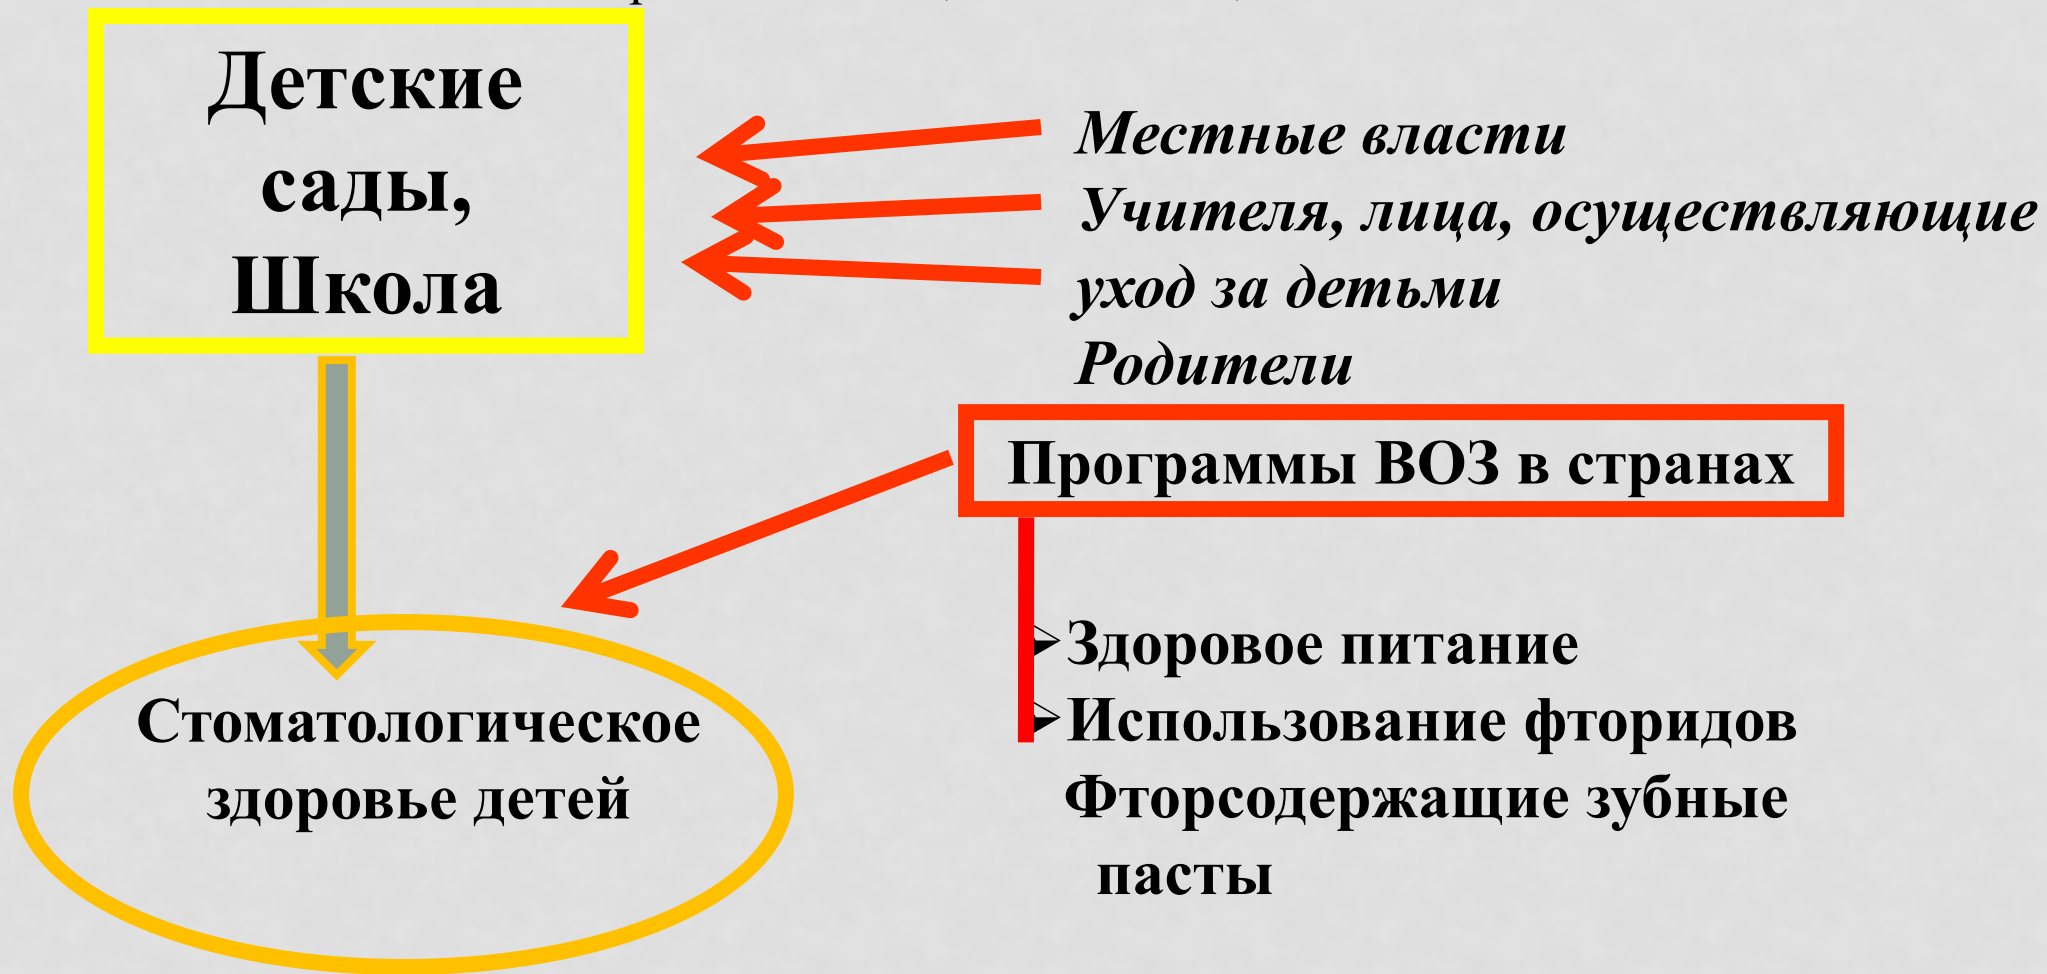 Детские
сады,
Школа
Местные власти
Учителя, лица, осуществляющие
уход за детьми
Родители
Программы ВОЗ в странах
Здоровое питание
Использование фторидов
Фторсодержащие зубные
пасты
Стоматологическое
здоровье детей